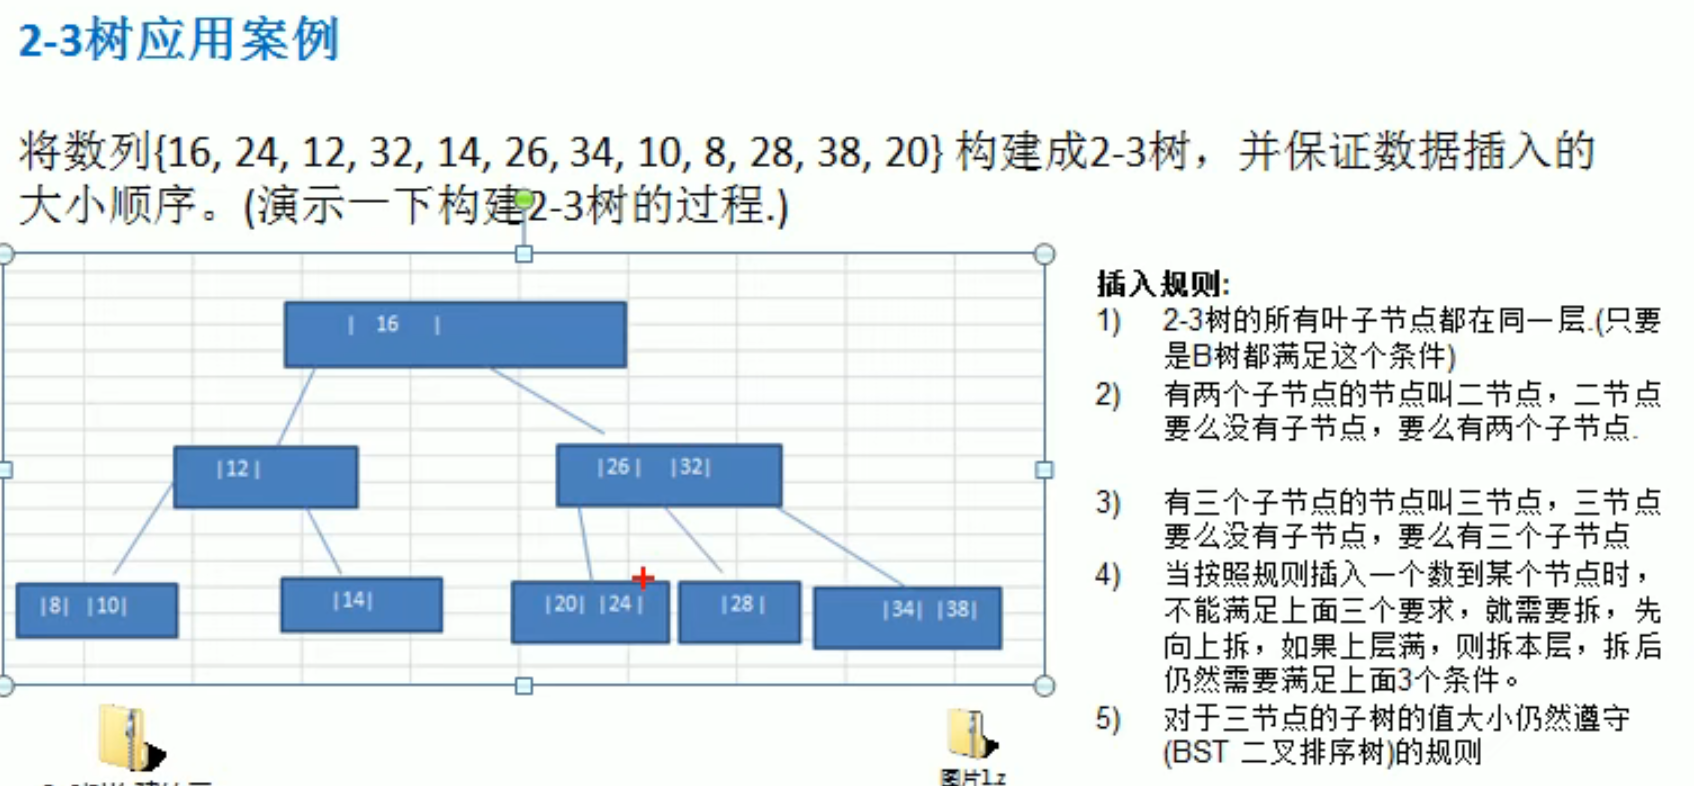 2-3树应用案例
将数列{16, 24, 12, 32, 14, 26, 34, 10, 8, 28, 38, 20} 构建成2-3树，并保证数据插入的
大小顺序。(演示一下构建2-3树的过程.)
| 16 |
|12|
|26| |32|
|8| |10|
|14|
|20| |24|
|28|
|34| |38|
插入规则:
1) 2-3树的所有叶子节点都在同一层.(只要
是B树都满足这个条件)
2) 有两个子节点的节点叫二节点，二节点
要么没有子节点，要么有两个子节点.
3) 有三个子节点的节点叫三节点，三节点
要么没有子节点，要么有三个子节点
4) 当按照规则插入一个数到某个节点时，
不能满足上面三个要求，就需要拆，先
向上拆，如果上层满，则拆本层，拆后
仍然需要满足上面3个条件。
5) 对于三节点的子树的值大小仍然遵守
(BST 二叉排序树)的规则
图片1.z